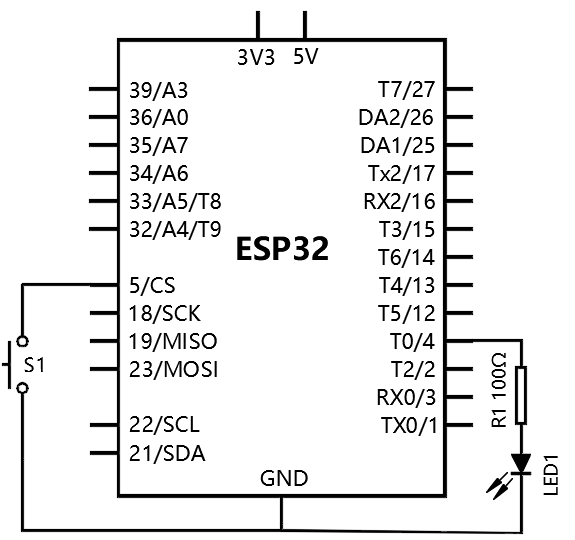 3V3 5V
39/A3
36/A0
35/A7
34/A6
33/A5/T8
32/A4/T9
5/CS
18/SCK
19/MISO
23/MOSI
22/SCL
21/SDA
ESP32
T7/27
DA2/26
DA1/25
Tx2/17
RX2/16
T3/15
T6/14
T4/13
T5/12
T0/4
T2/2
RX0/3
TX0/1
GND
S1
R1 100Ω
LED1